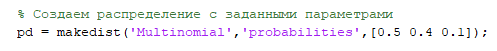 % Создаем распределение с заданными параметрами
pd = makedist('Multinomial','probabilities',[0.5 0.4 0.1]);